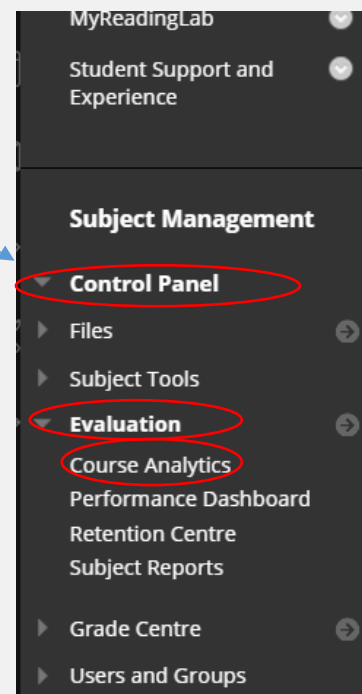 MyReadingLab
Student Support and
Experience
Subject Management
Control Panel
Files
Subject Tools
Evaluation
Course Analytics
Performance Dashboard
Retention Centre
Subject Reports
Grade Centre
Users and Groups